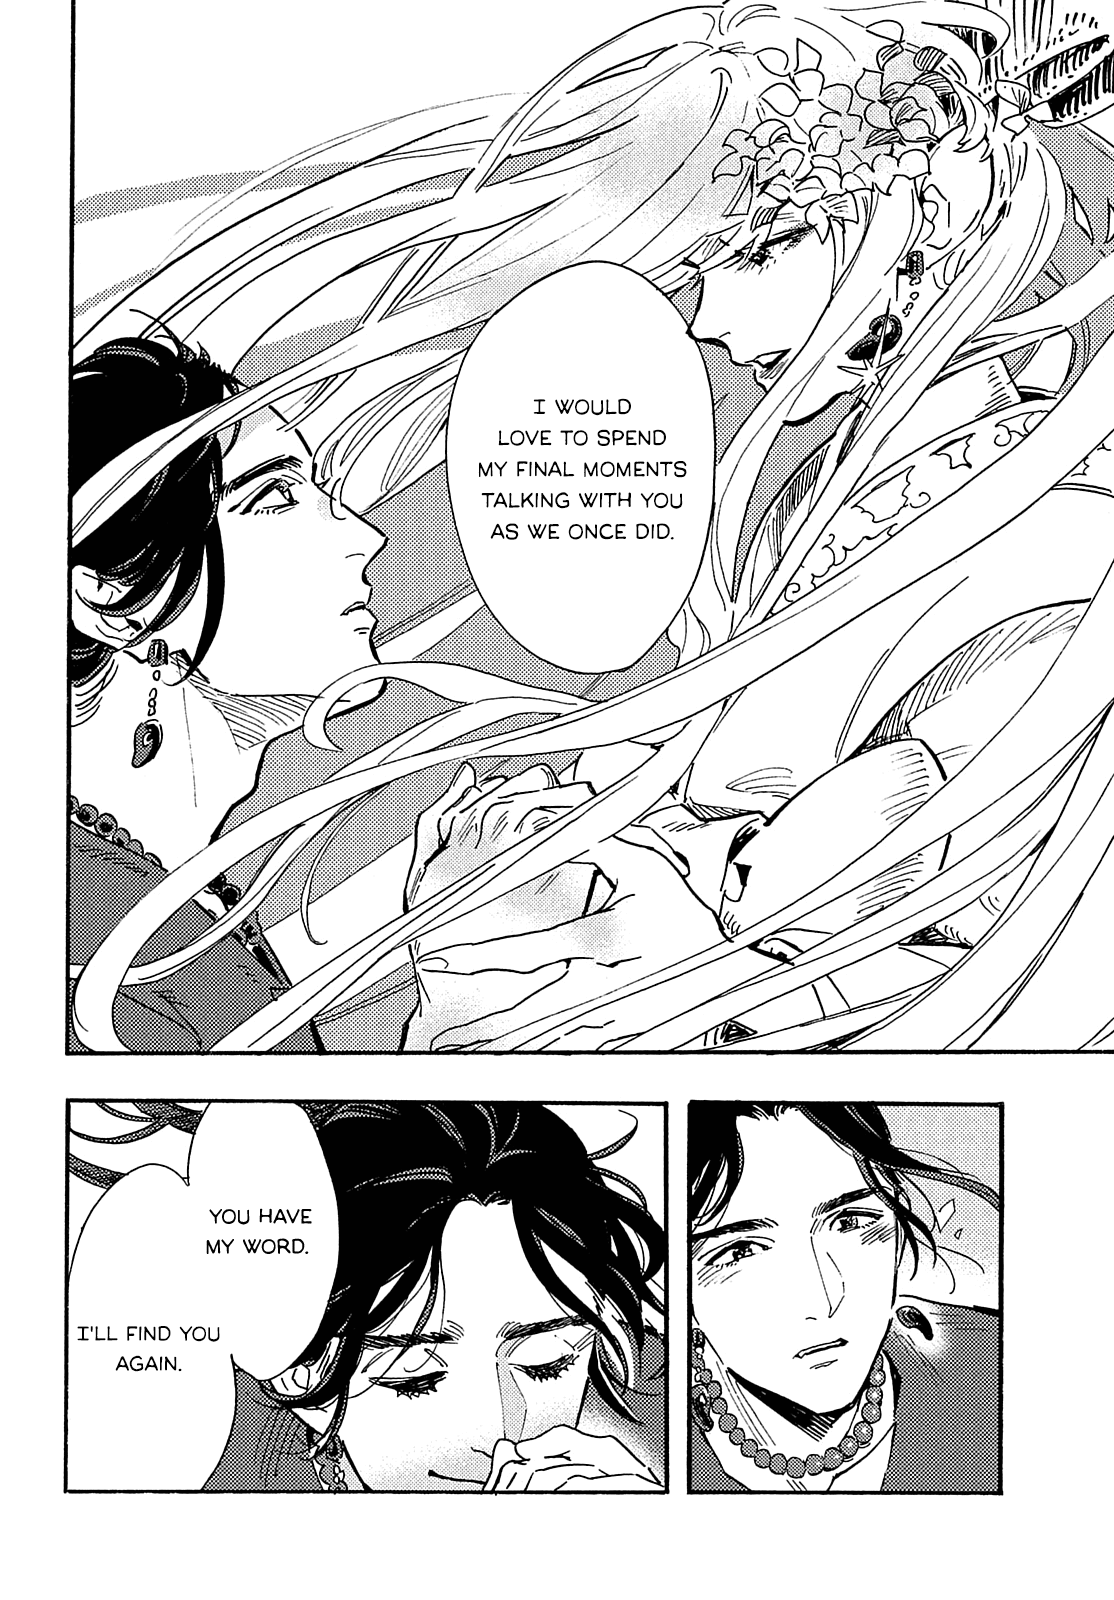 I WOULD
LOVE TO SPEND
MY FINAL MOMENTS
TALKING WITH YOU
AS WE ONCE DID.
YOU HAVE
MY WORD.
I'LL FIND YOU
AGAIN.